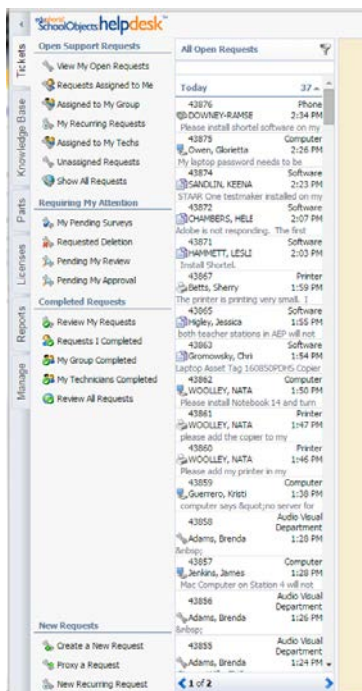 eduphoria!
SchoolObjects:helpdesk™
Tickets
Knowledge Base
Parts
Licenses
Reports
Manage
Open Support Requests
View My Open Requests
Requests Assigned to Me
Assigned to My Group
My Recurring Requests
Assigned to My Techs
Unassigned Requests
Show All Requests
Requiring My Attention
My Pending Surveys
Requested Deletion
Pending My Review
Pending My Approval
Completed Requests
Review My Requests
Requests I Completed
My Group Completed
My Technicians Completed
Review All Requests
New Requests
Create a New Request
Proxy a Request
New Recurring Request
All Open Requests
Today 37
43876 Phone
DOWNEY-RAMSE 2:34 PM
Please install shortel software on my
43875 Computer
Owen, Glorietta 2:26 PM
My laptop password needs to be
43874 Software
SANDLIN, KEENA 2:23 PM
STAAR One testmaker installed on my
43872 Software
CHAMBERS, HELE 2:07 PM
Adobe is not responding. The first
43871 Software
HAMMETT, LESLI 2:03 PM
Install Shortel.
43867 Printer
Betts, Sherry 1:59 PM
The printer is printing very small. I
43865 Software
Higley, Jessica 1:55 PM
both teacher stations in AEP will not
43863 Software
Gromowsky, Chri 1:54 PM
Laptop Asset Tag 160850PDHS Copier
43862 Computer
WOOLLEY, NATA 1:50 PM
Please install Notebook 14 and turn
43861 Printer
WOOLLEY, NATA 1:47 PM
please add the copier to my
43860 Printer
WOOLLEY, NATA 1:46 PM
Please add my printer in my
43859 Computer
Guerrero, Kristi 1:38 PM
computer says &quot;no server for
43858 Audio Visual
Department
Adams, Brenda 1:28 PM
&nbsp;
43857 Computer
Jenkins, James 1:28 PM
Mac Computer on Station 4 will not
43856 Audio Visual
Department
Adams, Brenda 1:26 PM
&nbsp;
43855 Audio Visual
Department
Adams, Brenda 1:24 PM
1 of 2